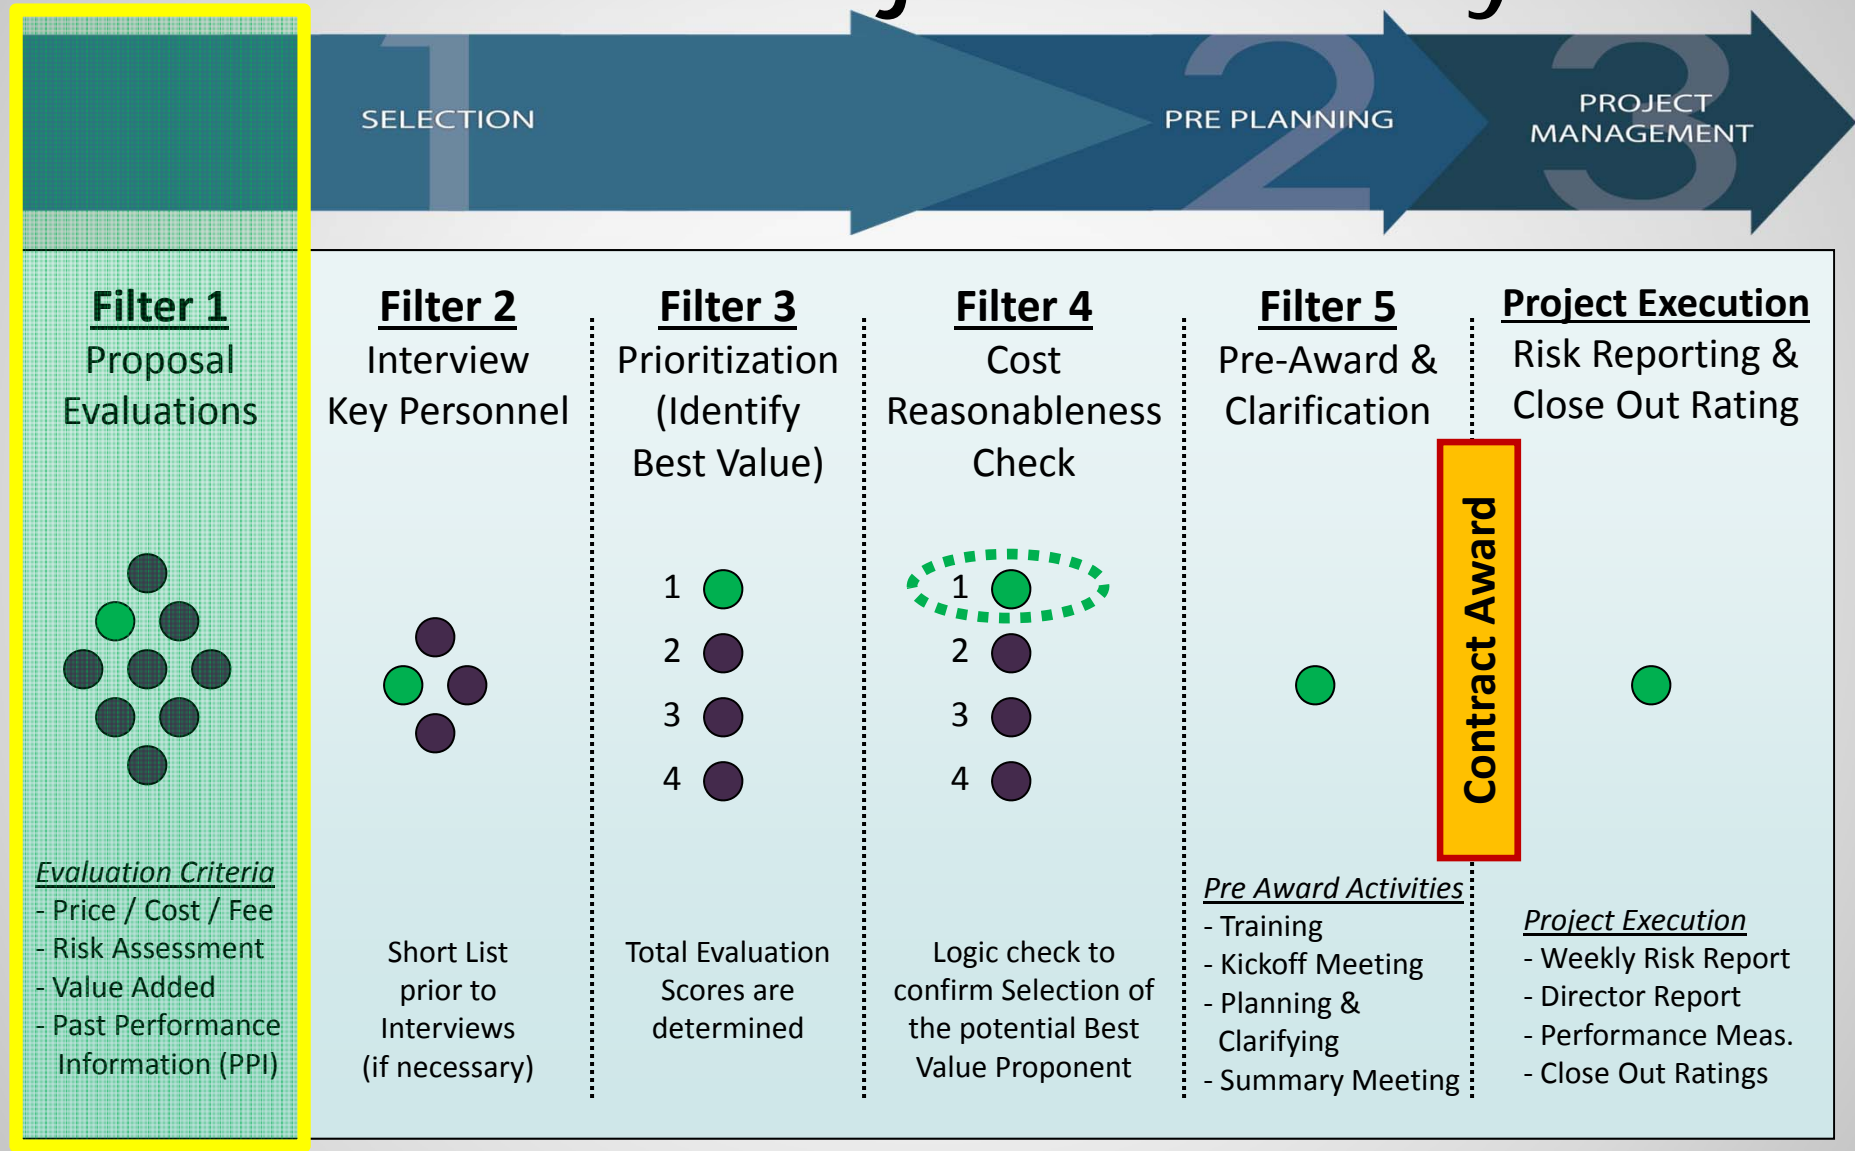 1
SELECTION
2
PRE PLANNING
3
PROJECT
MANAGEMENT
Filter 1
Proposal
Evaluations
Evaluation Criteria
- Price / Cost / Fee
- Risk Assessment
- Value Added
- Past Performance
Information (PPI)
Filter 2
Interview
Key Personnel
Short List
prior to
Interviews
(if necessary)
Filter 3
Prioritization
(Identify
Best Value)
1
2
3
4
Total Evaluation
Scores are
determined
Filter 4
Cost
Reasonableness
Check
1
2
3
4
Logic check to
confirm Selection of
the potential Best
Value Proponent
Filter 5
Pre-Award &
Clarification
Pre Award Activities
- Training
- Kickoff Meeting
- Planning &
Clarifying
- Summary Meeting
Contract Award
Project Execution
Risk Reporting &
Close Out Rating
Project Execution
- Weekly Risk Report
- Director Report
- Performance Meas.
- Close Out Ratings